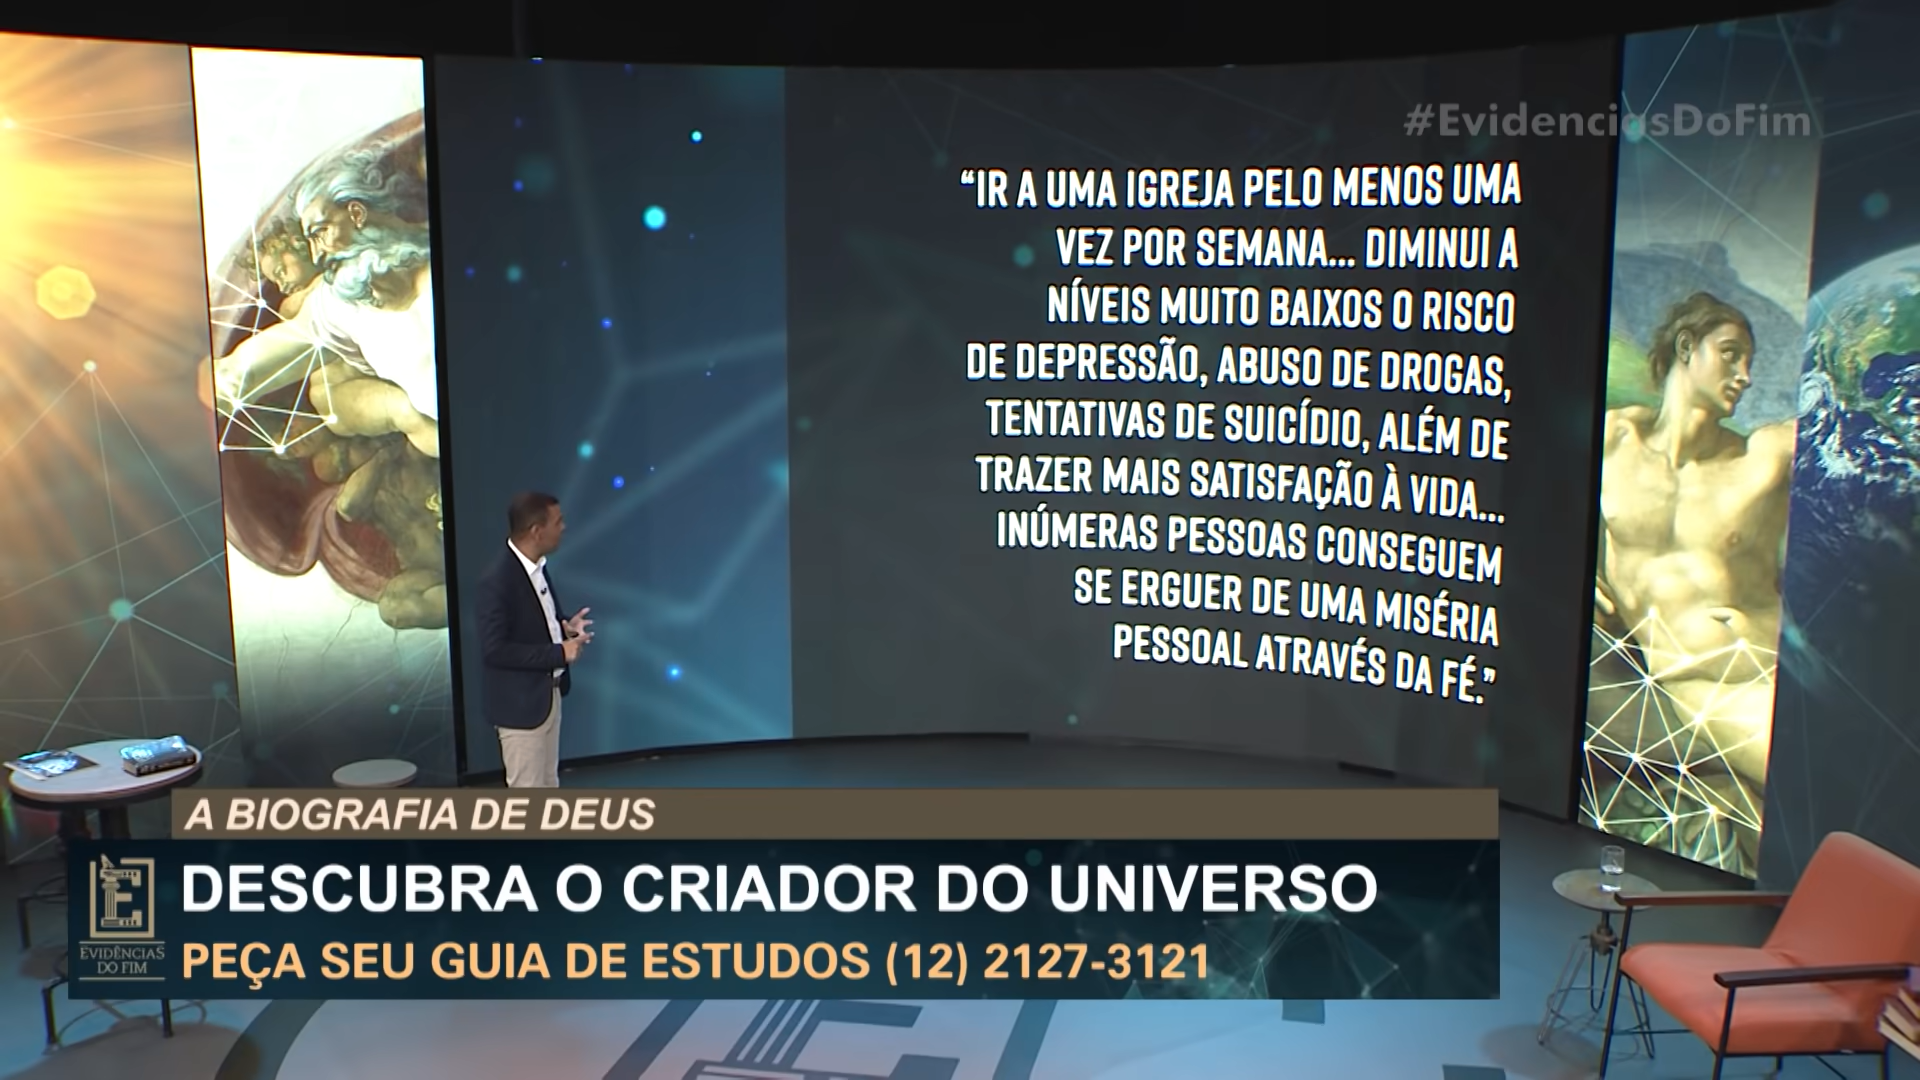 #EvidenciasDoFim
“IR A UMA IGREJA PELO MENOS UMA
VEZ POR SEMANA... DIMINUI A
NÍVEIS MUITO BAIXOS O RISCO
DE DEPRESSÃO, ABUSO DE DROGAS,
TENTATIVAS DE SUICÍDIO, ALÉM DE
TRAZER MAIS SATISFAÇÃO À VIDA...
INÚMERAS PESSOAS CONSEGUEM
SE ERGUER DE UMA MISÉRIA
PESSOAL ATRAVÉS DA FÉ.”
A BIOGRAFIA DE DEUS
DESCUBRA O CRIADOR DO UNIVERSO
PEÇA SEU GUIA DE ESTUDOS (12) 2127-3121
E
EVIDÊNCIAS
DO FIM